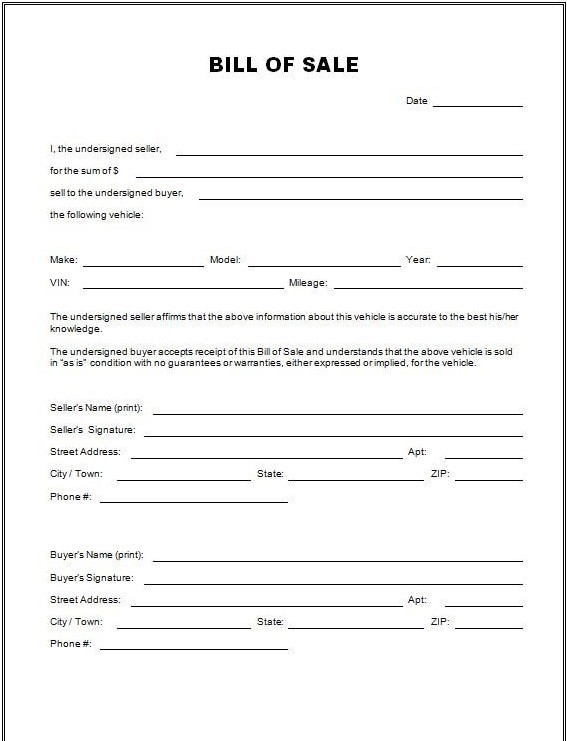 BILL OF SALE
Date
I, the undersigned seller,
for the sum of $
sell to the undersigned buyer,
the following vehicle:
Make: Model: Year:
VIN: Mileage:
The undersigned seller affirms that the above information about this vehicle is accurate to the best his/her
knowledge.
The undersigned buyer accepts receipt of this Bill of Sale and understands that the above vehicle is sold
in "as is" condition with no guarantees or warranties, either expressed or implied, for the vehicle.
Seller's Name (print):
Seller's Signature:
Street Address: Apt:
City / Town: State: ZIP:
Phone #:
Buyer's Name (print):
Buyer's Signature:
Street Address: Apt:
City / Town: State: ZIP:
Phone #: